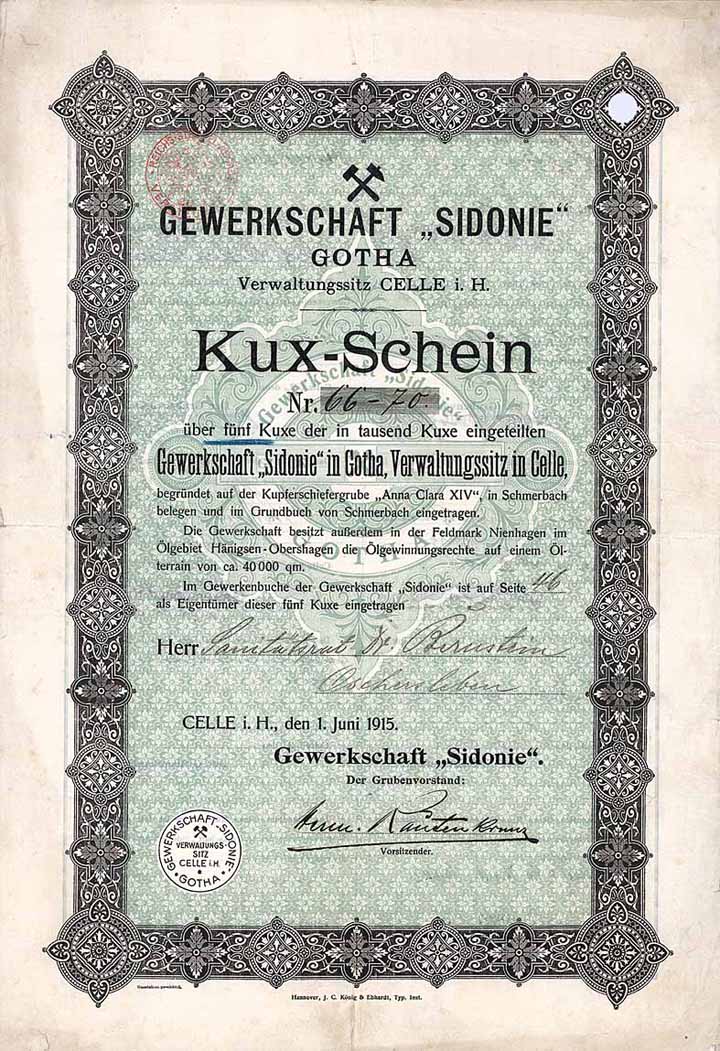 GEWERKSCHAFT „SIDONIE“
GOTHA
Verwaltungssitz CELLE i. H.
Kux-Schein
Gewerkschaft „Sidonie“
Nr. 66-70.
über fünf Kuxe der in tausend Kuxe eingeteilten
Gewerkschaft „Sidonie“ in Gotha, Verwaltungssitz in Celle,
begründet auf der Kupferschiefergrube „Anna Clara XIV“, in Schmerbach
belegen und im Grundbuch von Schmerbach eingetragen.
Die Gewerkschaft besitzt außerdem in der Feldmark Nienhagen im
Ölgebiet Hänigsen-Obershagen die Ölgewinnungsrechte auf einem Öl-
terrain von ca. 40 000 qm.
GOTHA
Im Gewerkenbuche der Gewerkschaft „Sidonie“ ist auf Seite 46
als Eigentümer dieser fünf Kuxe eingetragen
Herr Sanitätsrat Dr. Bernstein
Oschersleben
CELLE i. H., den 1. Juni 1915.
Gewerkschaft „Sidonie“.
Der Grubenvorstand:
Herm. Rautenkranz
Vorsitzender.
GEWERKSCHAFT „SIDONIE“
VERWALTUNGS-
SITZ
CELLE i.H.
GOTHA
Hannover, J. C. König & Ebhardt, Typ. Inst.